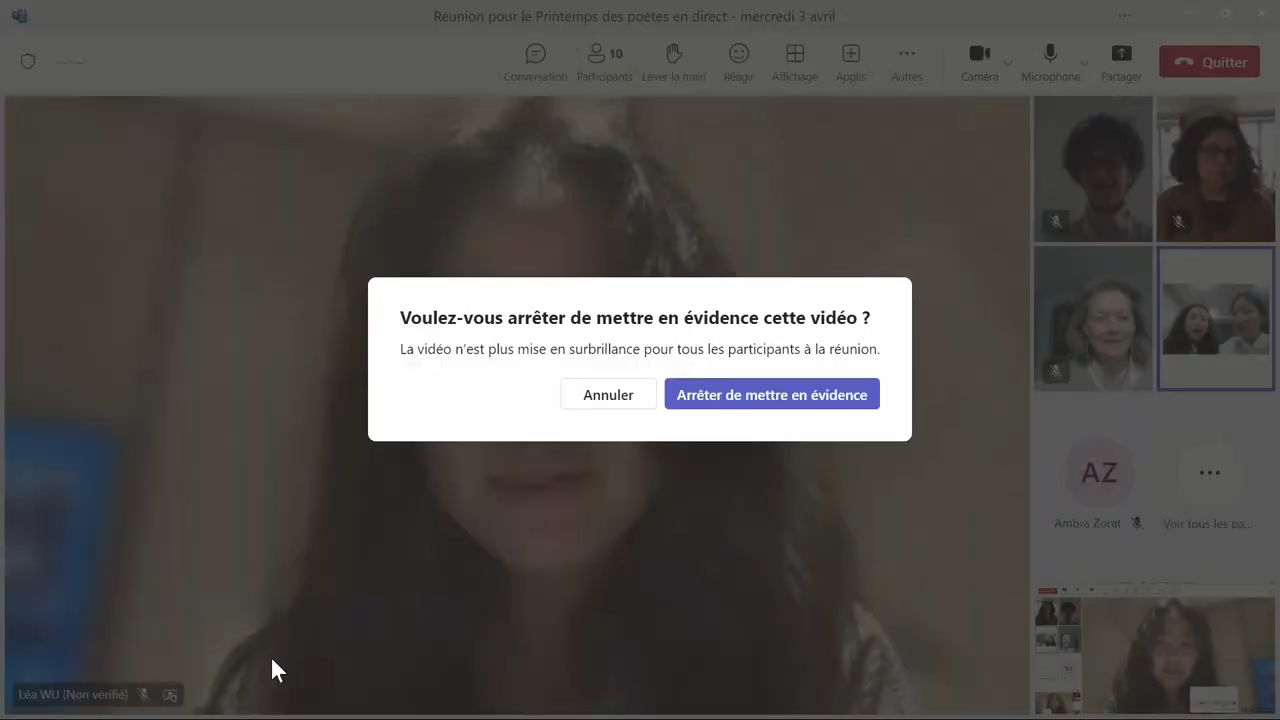 Réunion pour le Printemps des poètes en direct - mercredi 3 avril
Conversation
10
Participants
Lever la main
Réagir
Affichage
Applis
Autres
Caméra
Microphone
Partager
Quitter
Voulez-vous arrêter de mettre en évidence cette vidéo ?
La vidéo n'est plus mise en surbrillance pour tous les participants à la réunion.
Annuler
Arrêter de mettre en évidence
AZ
Ambra Zorat
Voir tous les pa...
Léa WU (Non vérifié)